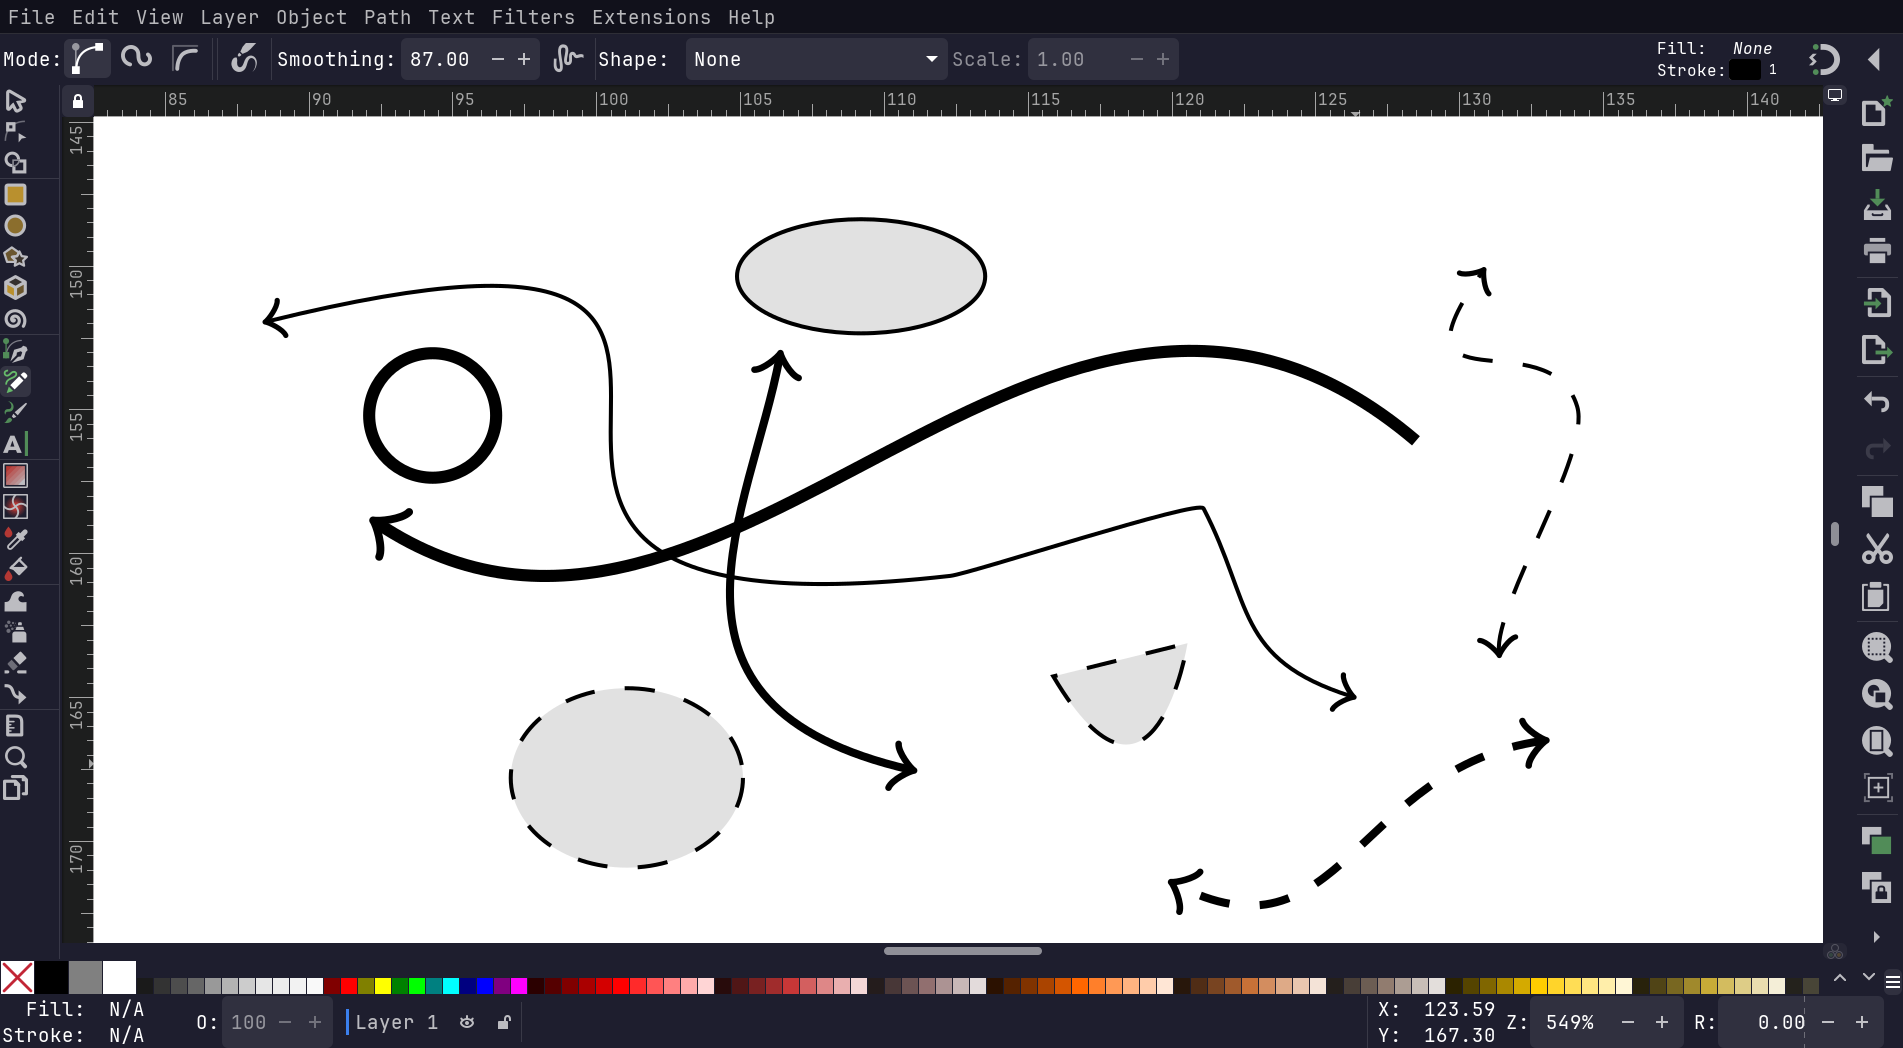 File Edit View Layer Object Path Text Filters Extensions Help
Mode: Smoothing: 87.00 Shape: None Scale: 1.00
Fill: None
Stroke: 1
85 90 95 100 105 110 115 120 125 130 135 140
145
150
155
160
165
170
Fill: N/A
Stroke: N/A
O: 100
Layer 1
X: 123.59
Y: 167.30
Z: 549%
R: 0.00